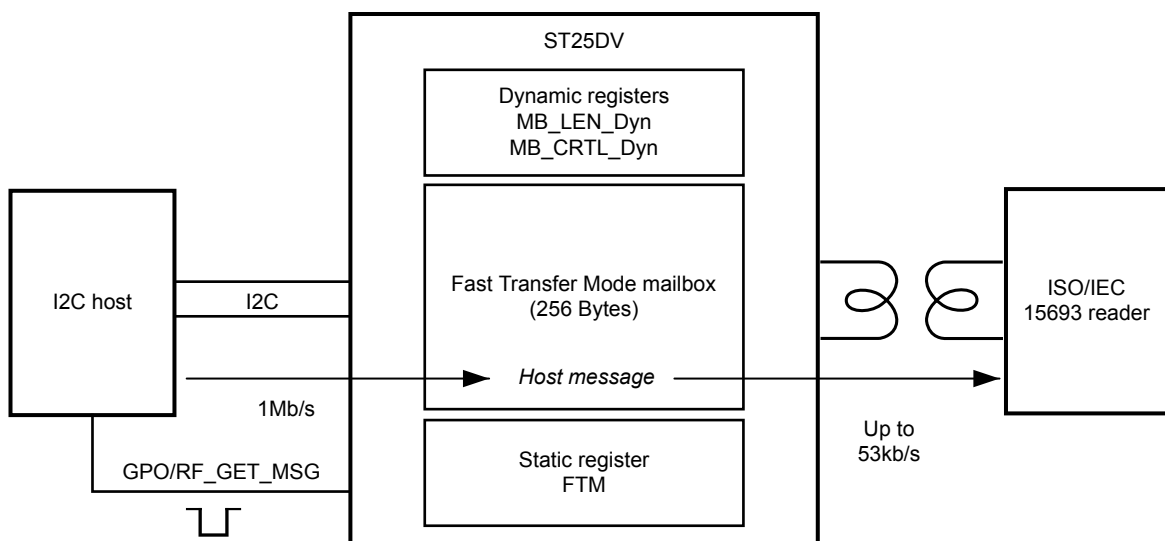 ST25DV
Dynamic registers
MB_LEN_Dyn
MB_CRTL_Dyn
I2C host
I2C
Fast Transfer Mode mailbox
(256 Bytes)
ISO/IEC
15693 reader
Host message
1Mb/s
Up to
53kb/s
GPO/RF_GET_MSG
Static register
FTM